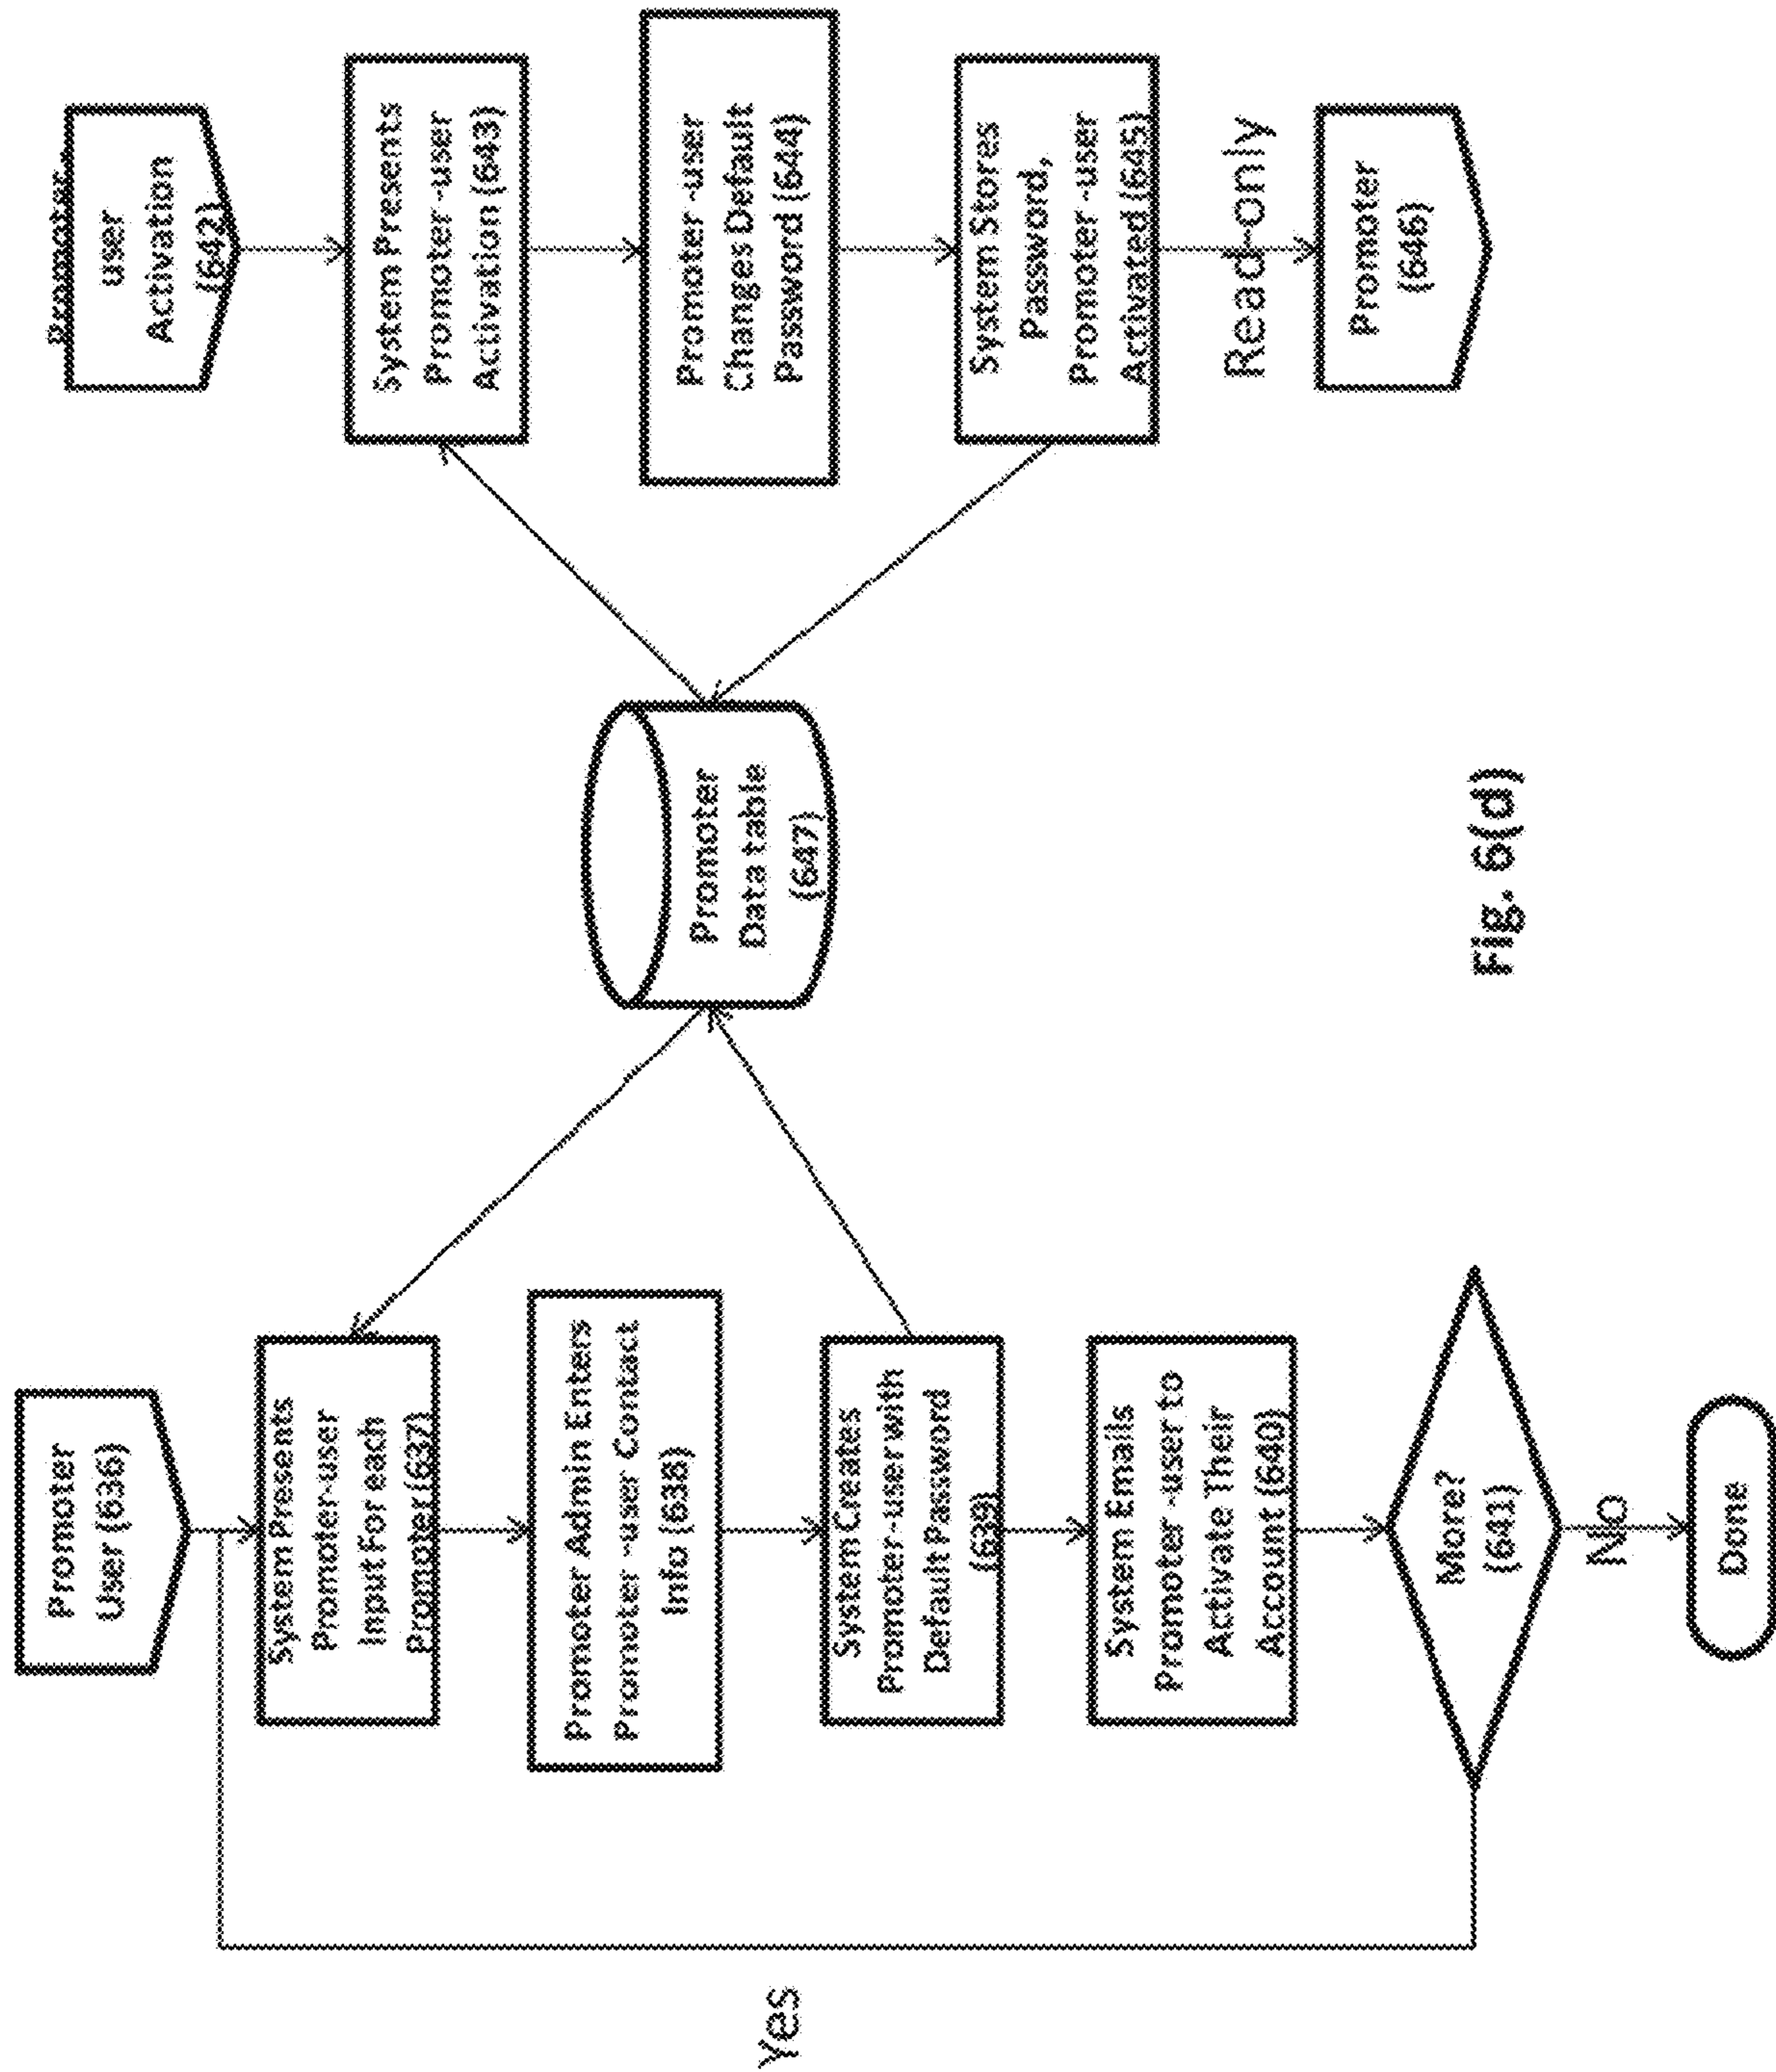 Promoter
User (636)
System Presents
Promoter-user
Input For each
Promoter (637)
Promoter Admin Enters
Promoter -user Contact
Info (638)
System Creates
Promoter-user with
Default Password
(639)
System Emails
Promoter -user to
Activate Their
Account (640)
More?
(641)
Yes
No
Done
Promoter
Data table
(647)
Promoter-
user
Activation
(642)
System Presents
Promoter -user
Activation (643)
Promoter -user
Changes Default
Password (644)
System Stores
Password,
Promoter -user
Activated (645)
Read-only
Promoter
(646)
Fig. 6(d)